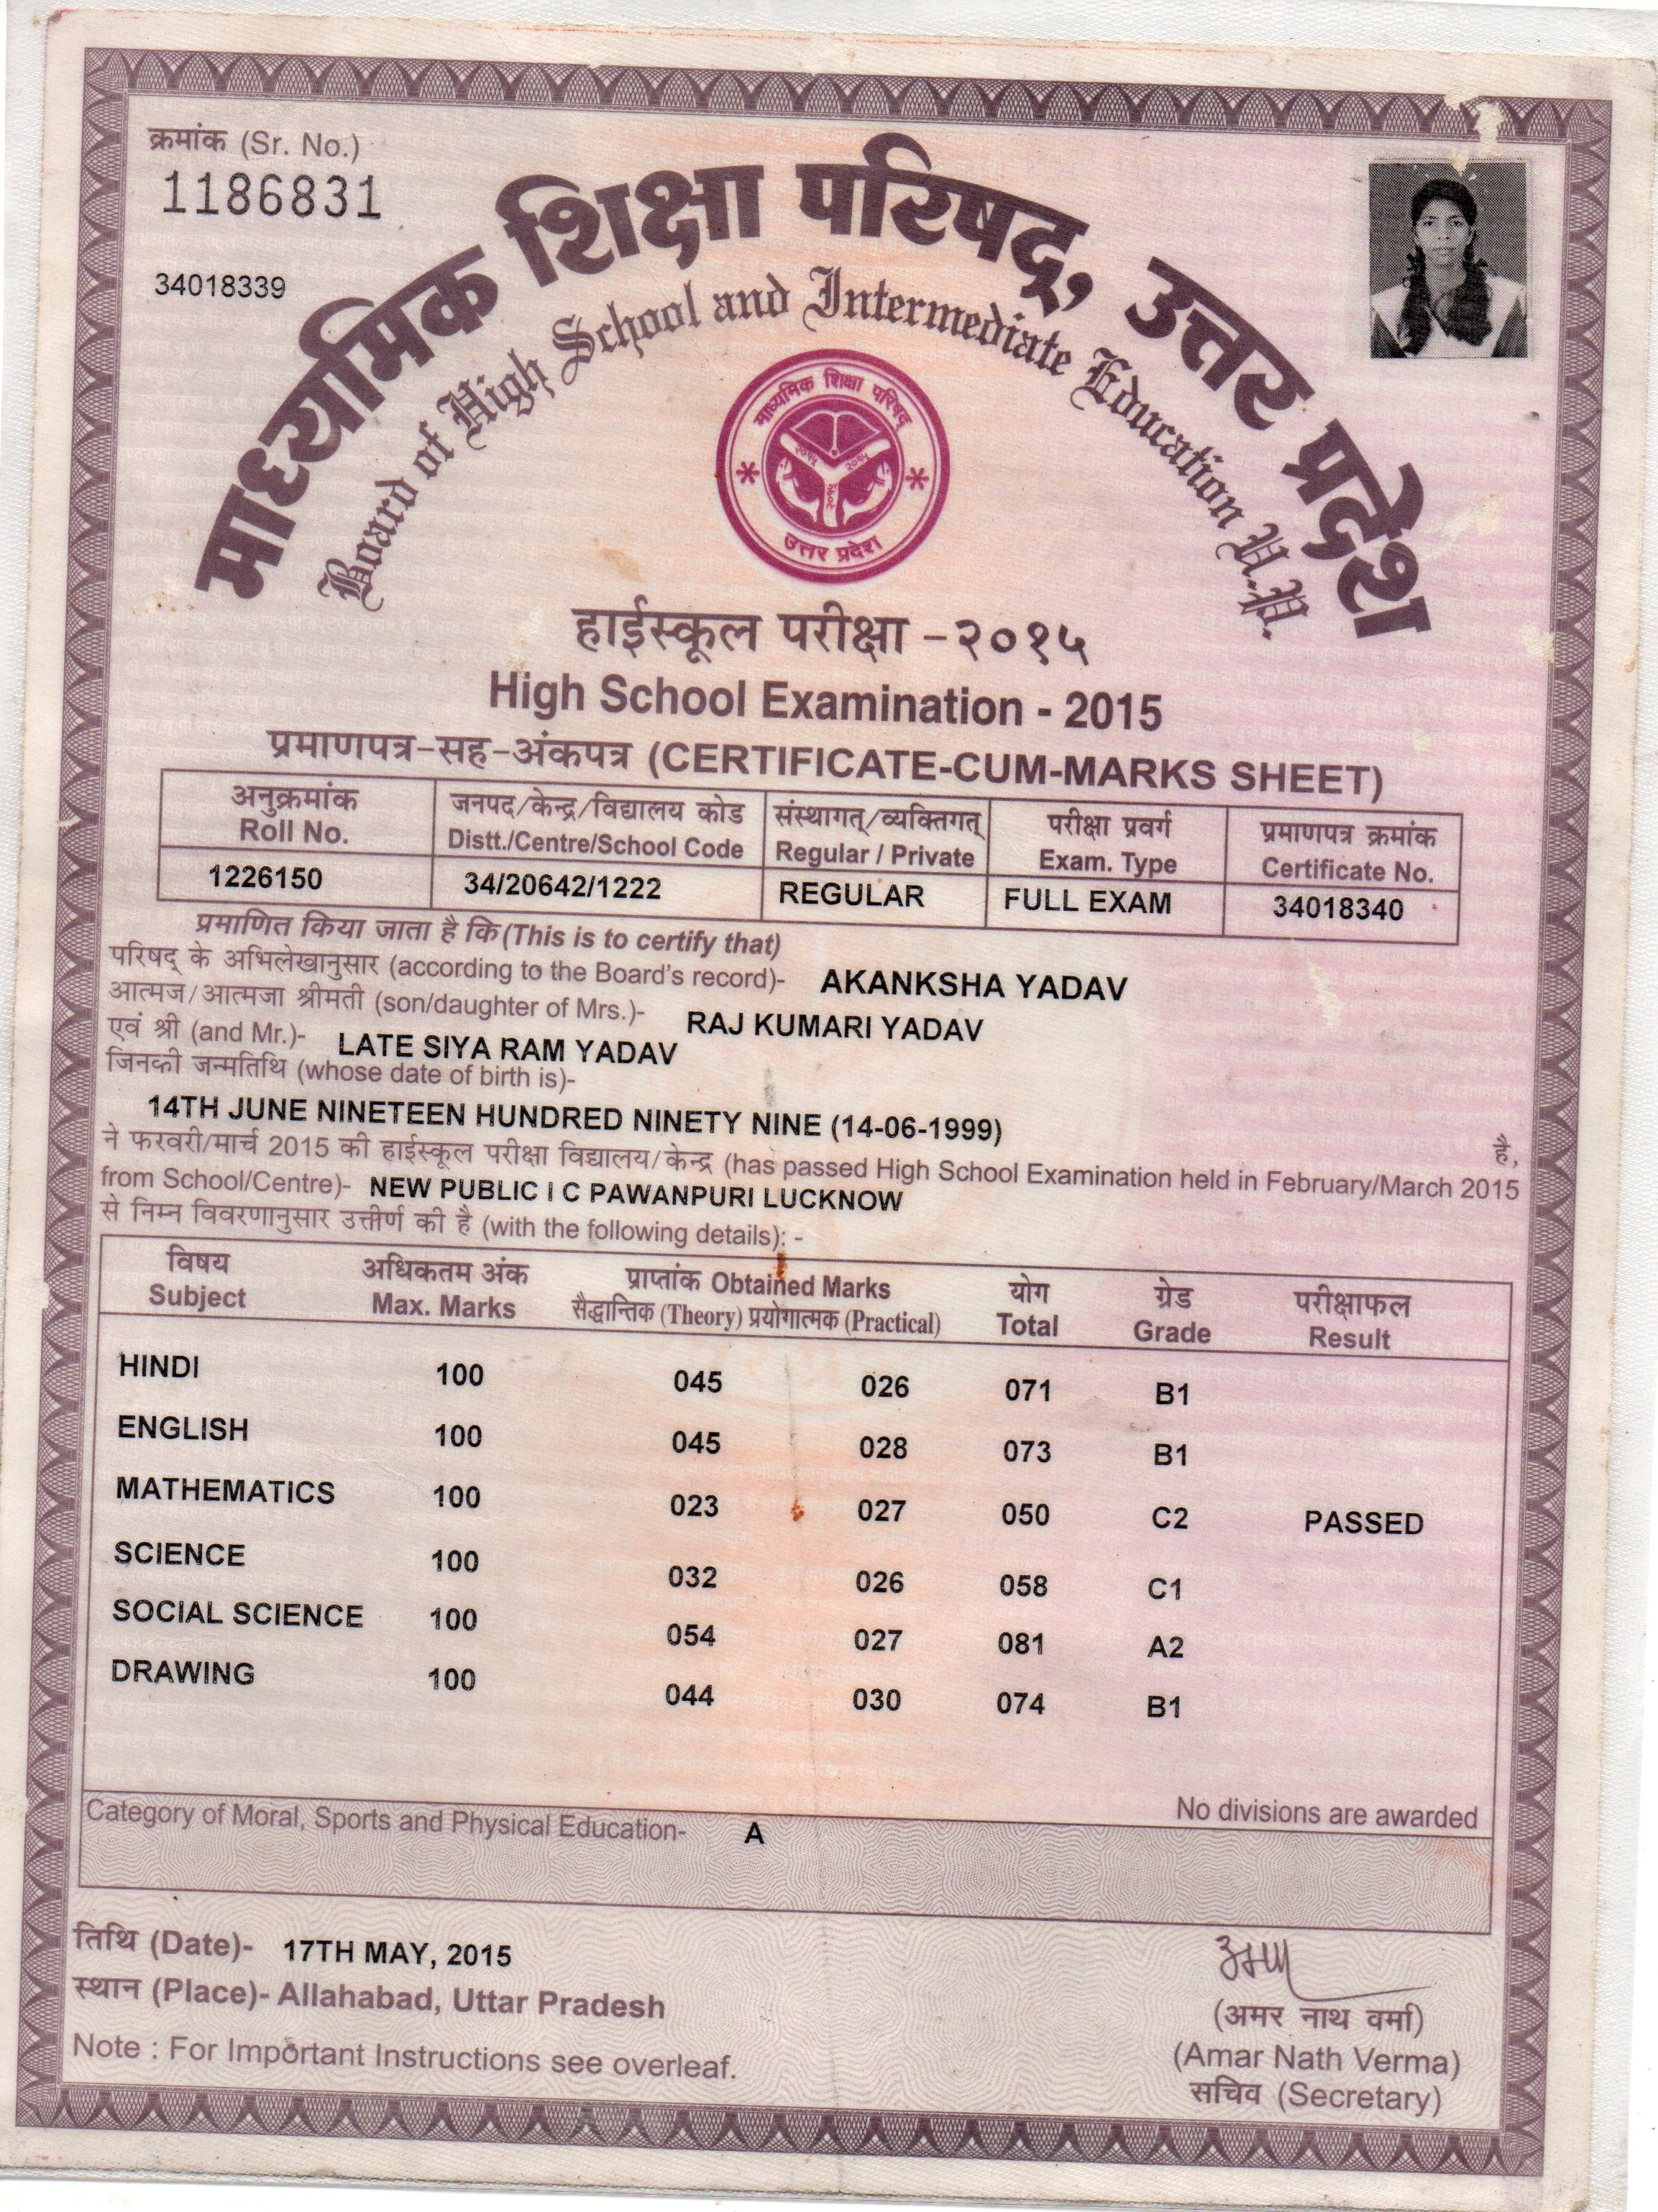 क्रमांक (Sr. No.)
1186831
34018339
माध्यमिक शिक्षा परिषद्, उत्तर प्रदेश
Board of High School and Intermediate Education U.P.
माध्यमिक शिक्षा परिषद्
२०१५ २०१५
२०१५
उत्तर प्रदेश
हाईस्कूल परीक्षा -२०१५
High School Examination - 2015
प्रमाणपत्र-सह-अंकपत्र (CERTIFICATE-CUM-MARKS SHEET)
अनुक्रमांक जनपद/केन्द्र/विद्यालय कोड संस्थागत्/व्यक्तिगत् परीक्षा प्रवर्ग प्रमाणपत्र क्रमांक
Roll No. Distt./Centre/School Code Regular / Private Exam. Type Certificate No.
1226150 34/20642/1222 REGULAR FULL EXAM 34018340
प्रमाणित किया जाता है कि (This is to certify that)
परिषद् के अभिलेखानुसार (according to the Board's record)- AKANKSHA YADAV
आत्मज/आत्मजा श्रीमती (son/daughter of Mrs.)- RAJ KUMARI YADAV
एवं श्री (and Mr.)- LATE SIYA RAM YADAV
जिनकी जन्मतिथि (whose date of birth is)-
14TH JUNE NINETEEN HUNDRED NINETY NINE (14-06-1999) है,
ने फरवरी/मार्च 2015 की हाईस्कूल परीक्षा विद्यालय/केन्द्र (has passed High School Examination held in February/March 2015
from School/Centre)- NEW PUBLIC I C PAWANPURI LUCKNOW
से निम्न विवरणानुसार उत्तीर्ण की है (with the following details): -
विषय अधिकतम अंक प्राप्तांक Obtained Marks योग ग्रेड परीक्षाफल
Subject Max. Marks सैद्धान्तिक (Theory) प्रयोगात्मक (Practical) Total Grade Result
HINDI 100 045 026 071 B1
ENGLISH 100 045 028 073 B1
MATHEMATICS 100 023 027 050 C2 PASSED
SCIENCE 100 032 026 058 C1
SOCIAL SCIENCE 100 054 027 081 A2
DRAWING 100 044 030 074 B1
Category of Moral, Sports and Physical Education- A No divisions are awarded
तिथि (Date)- 17TH MAY, 2015
स्थान (Place)- Allahabad, Uttar Pradesh
(अमर नाथ वर्मा)
Note : For Important Instructions see overleaf. (Amar Nath Verma)
सचिव (Secretary)